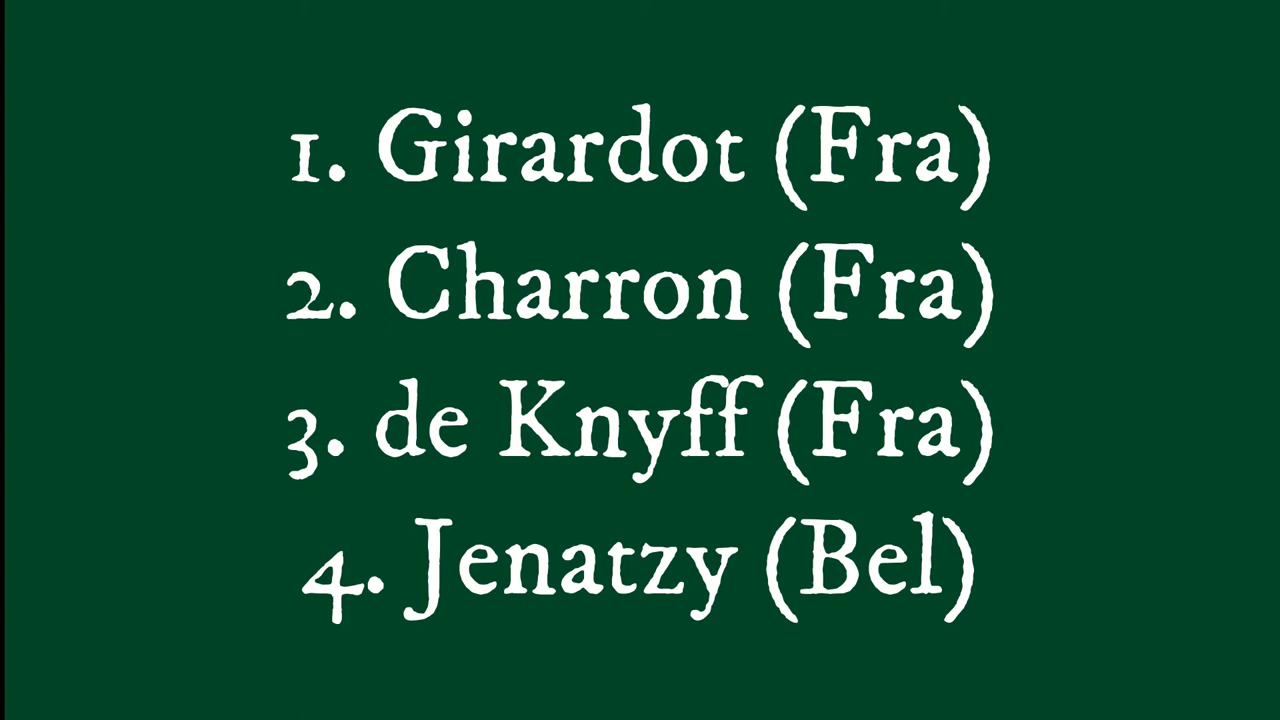 1. Girardot (Fra)
2. Charron (Fra)
3. de Knyff (Fra)
4. Jenatzy (Bel)